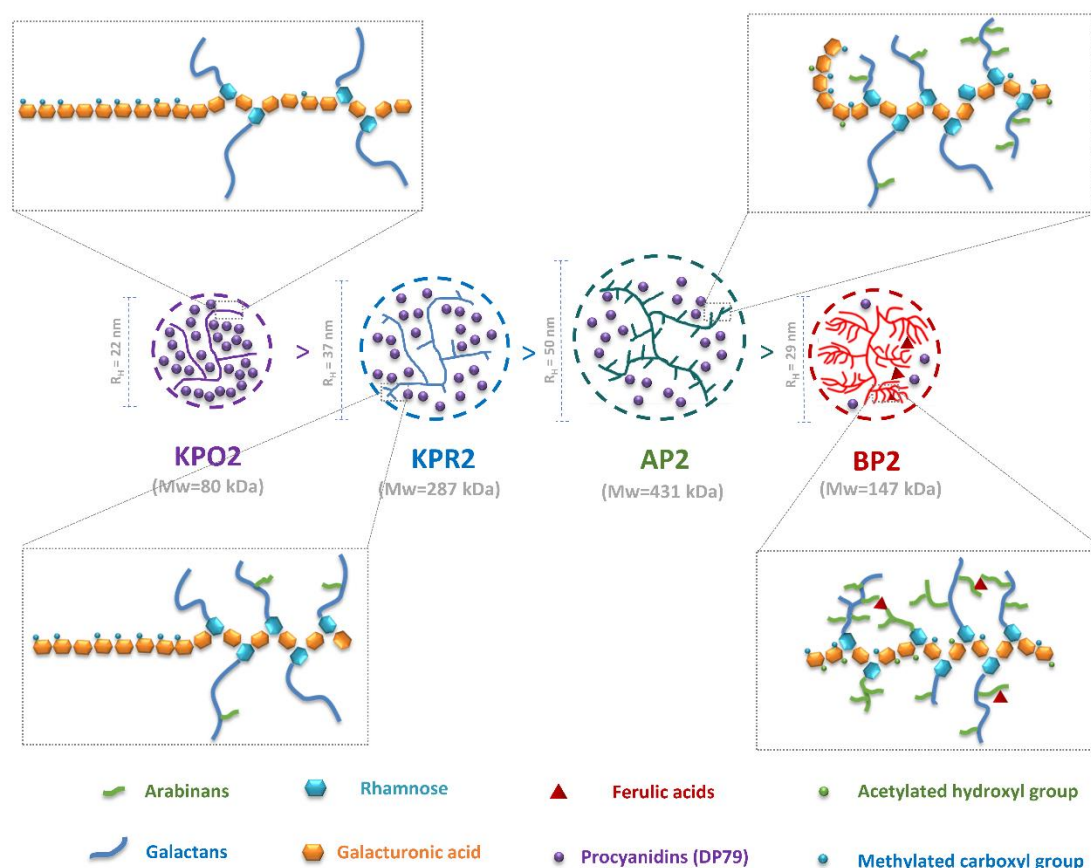 R_H = 22 nm
>
R_H = 37 nm
>
R_H = 50 nm
>
R_H = 29 nm
KPO2
(Mw=80 kDa)
KPR2
(Mw=287 kDa)
AP2
(Mw=431 kDa)
BP2
(Mw=147 kDa)
Arabinans
Rhamnose
Ferulic acids
Acetylated hydroxyl group
Galactans
Galacturonic acid
Procyanidins (DP79)
Methylated carboxyl group